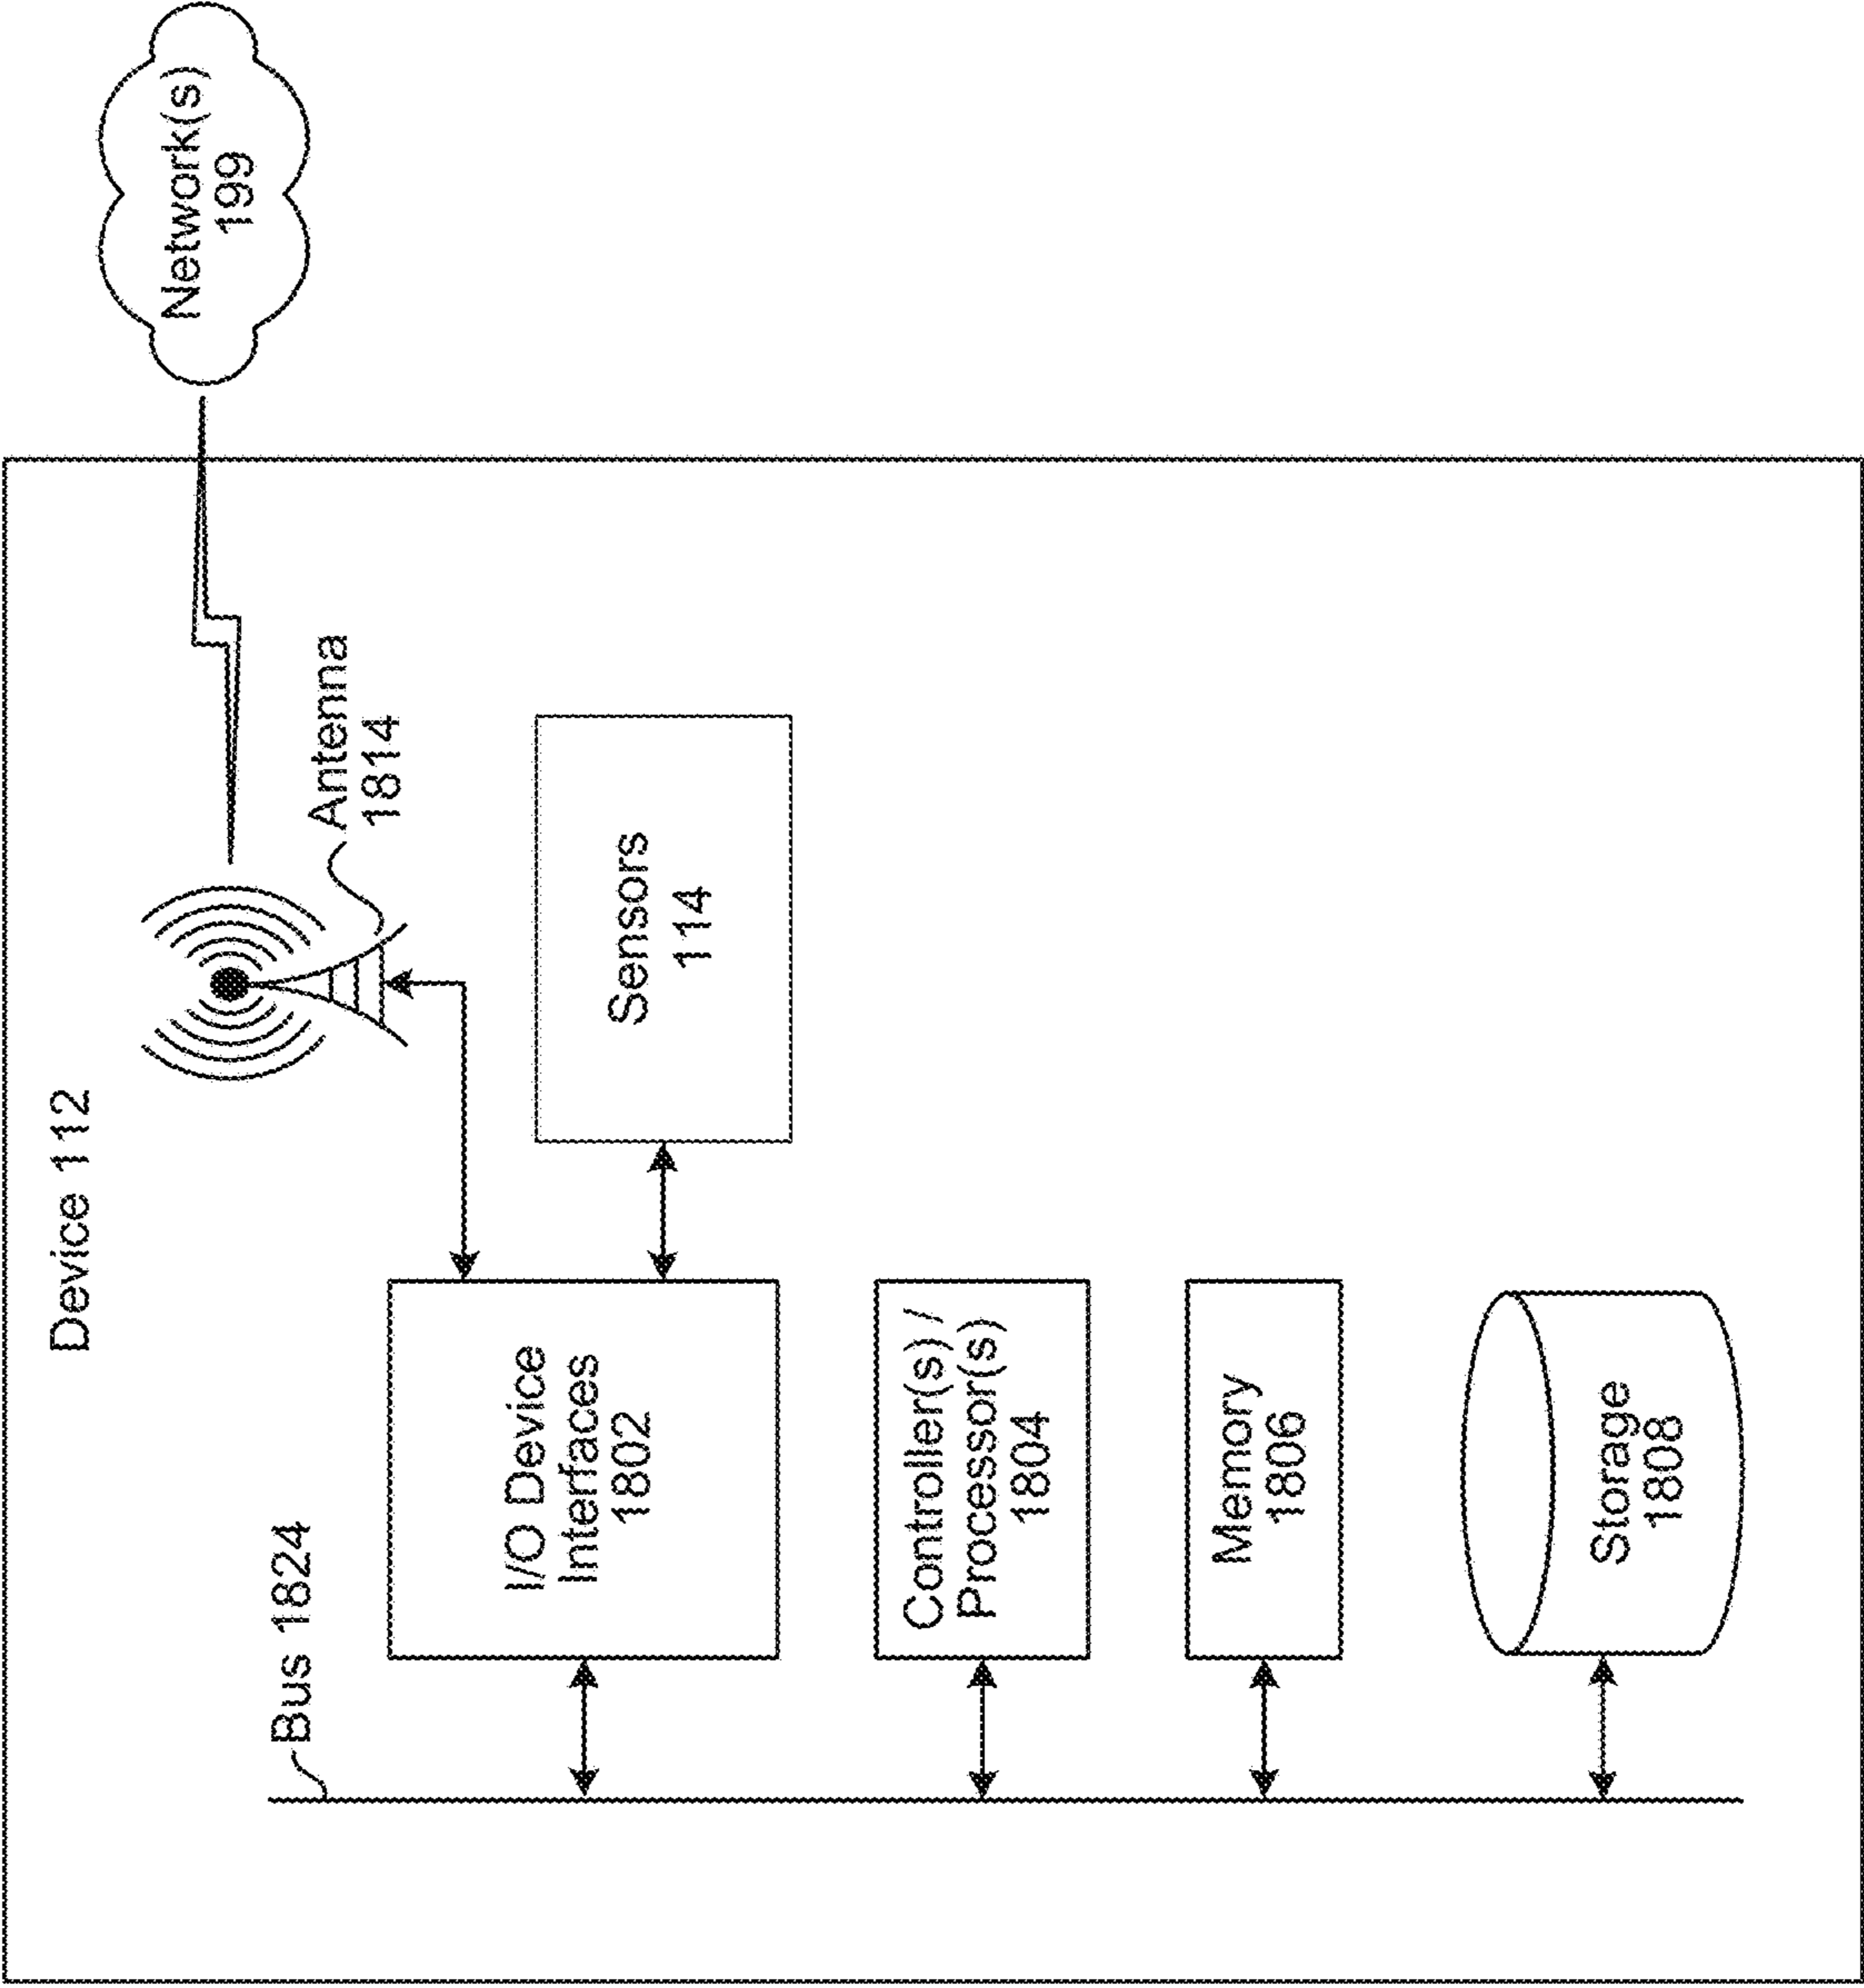 Device 112
Network(s)
199
Antenna
1814
Bus 1824
I/O Device
Interfaces
1802
Sensors
114
Controller(s) /
Processor(s)
1804
Memory
1806
Storage
1808